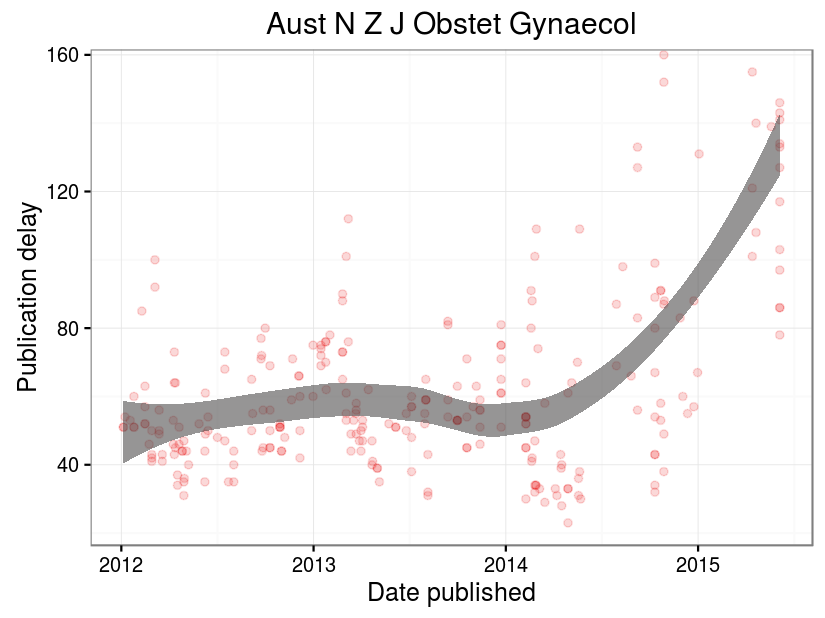 Aust N Z J Obstet Gynaecol
160
120
80
40
Publication delay
2012 2013 2014 2015
Date published